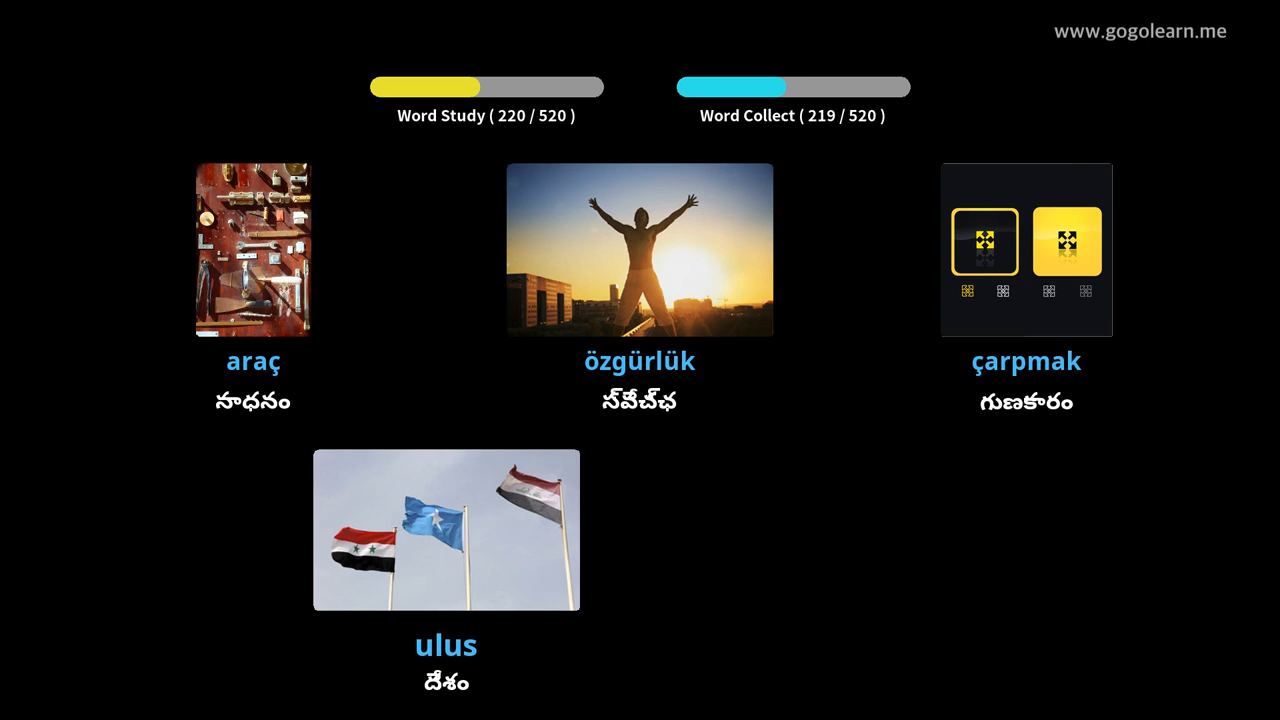 www.gogolearn.me
Word Study ( 220 / 520 )
Word Collect ( 219 / 520 )
araç
సాధనం
özgürlük
స్వేచ్ఛ
çarpmak
గుణకారం
ulus
దేశం